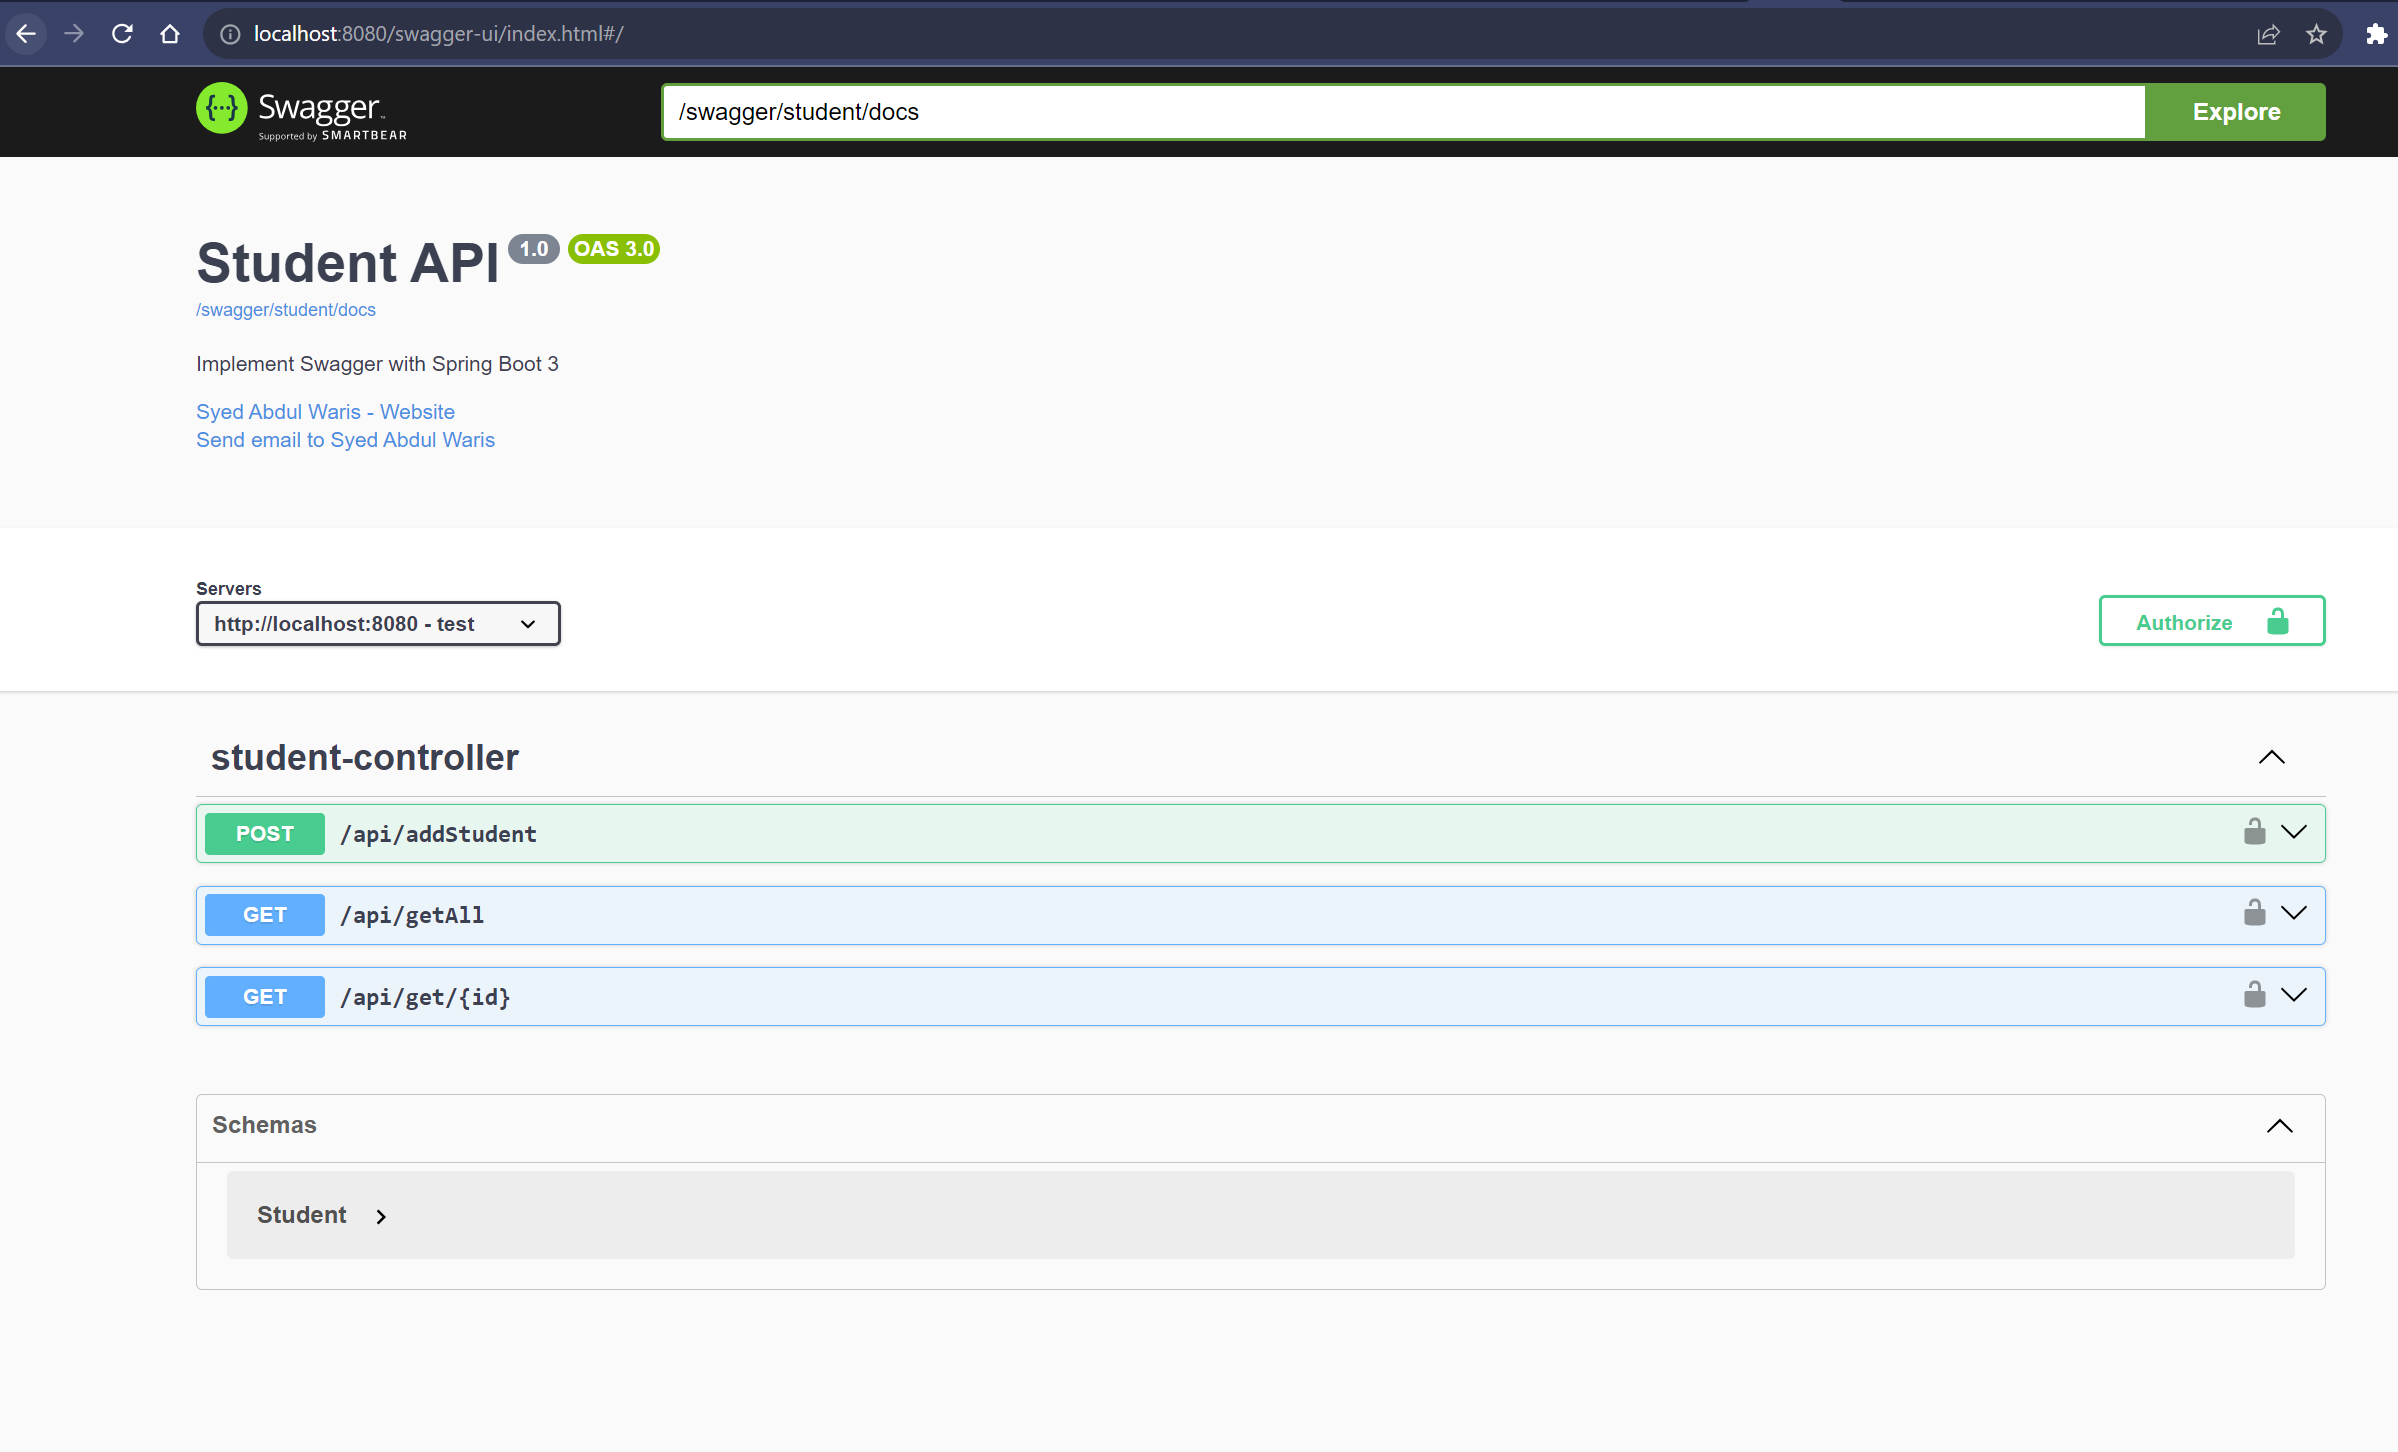 localhost:8080/swagger-ui/index.html#/
Swagger™
Supported by SMARTBEAR
/swagger/student/docs
Explore
Student API 1.0 OAS 3.0
/swagger/student/docs
Implement Swagger with Spring Boot 3
Syed Abdul Waris - Website
Send email to Syed Abdul Waris
Servers
http://localhost:8080 - test
Authorize
student-controller
POST /api/addStudent
GET /api/getAll
GET /api/get/{id}
Schemas
Student